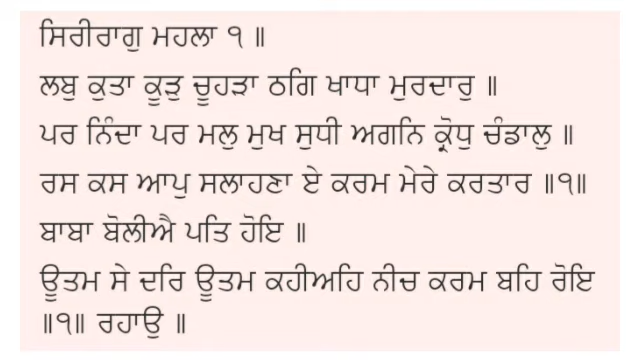 ਸਿਰੀਰਾਗੁ ਮਹਲਾ ੧ ॥
ਲਬੁ ਕੁਤਾ ਕੂੜੁ ਚੂਹੜਾ ਠਗਿ ਖਾਧਾ ਮੁਰਦਾਰੁ ॥
ਪਰ ਨਿੰਦਾ ਪਰ ਮਲੁ ਮੁਖ ਸੁਧੀ ਅਗਨਿ ਕ੍ਰੋਧੁ ਚੰਡਾਲੁ ॥
ਰਸ ਕਸ ਆਪੁ ਸਲਾਹਣਾ ਏ ਕਰਮ ਮੇਰੇ ਕਰਤਾਰ ॥੧॥
ਬਾਬਾ ਬੋਲੀਐ ਪਤਿ ਹੋਇ ॥
ਊਤਮ ਸੇ ਦਰਿ ਊਤਮ ਕਹੀਅਹਿ ਨੀਚ ਕਰਮ ਬਹਿ ਰੋਇ
॥੧॥ ਰਹਾਉ ॥